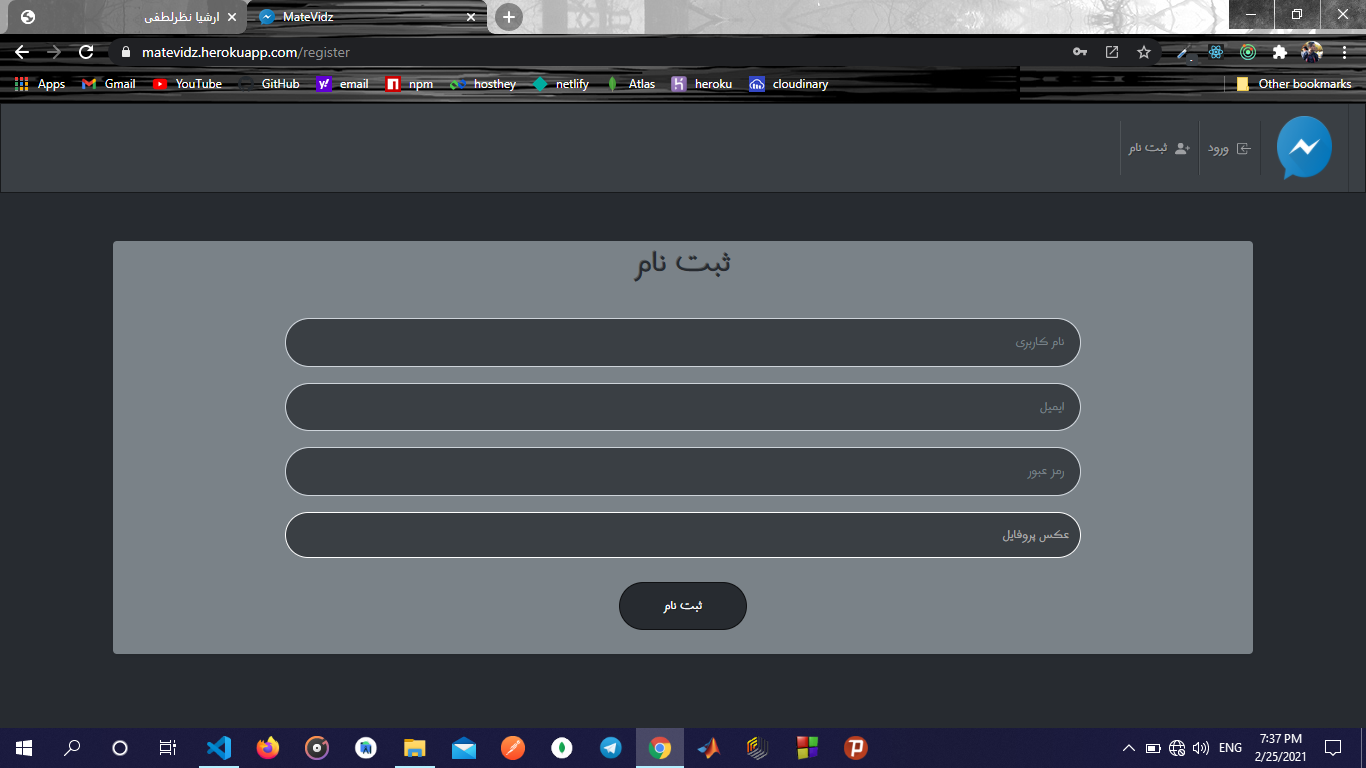 ارشیا نظرلطفی
MateVidz
matevidz.herokuapp.com/register
Apps Gmail YouTube GitHub email npm hosthey netlify Atlas heroku cloudinary Other bookmarks
ورود ثبت نام
ثبت نام
نام کاربری
ایمیل
رمز عبور
عکس پروفایل
ثبت نام
ENG
7:37 PM
2/25/2021